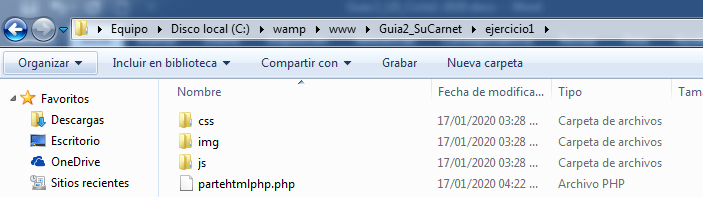 Equipo Disco local (C:) wamp www Guia2_SuCarnet ejercicio1
Organizar Incluir en biblioteca Compartir con Grabar Nueva carpeta
Favoritos
Descargas
Escritorio
OneDrive
Sitios recientes
Nombre Fecha de modifica... Tipo Tama
css 17/01/2020 03:28 ... Carpeta de archivos
img 17/01/2020 03:28 ... Carpeta de archivos
js 17/01/2020 03:28 ... Carpeta de archivos
partehtmlphp.php 17/01/2020 04:22 ... Archivo PHP